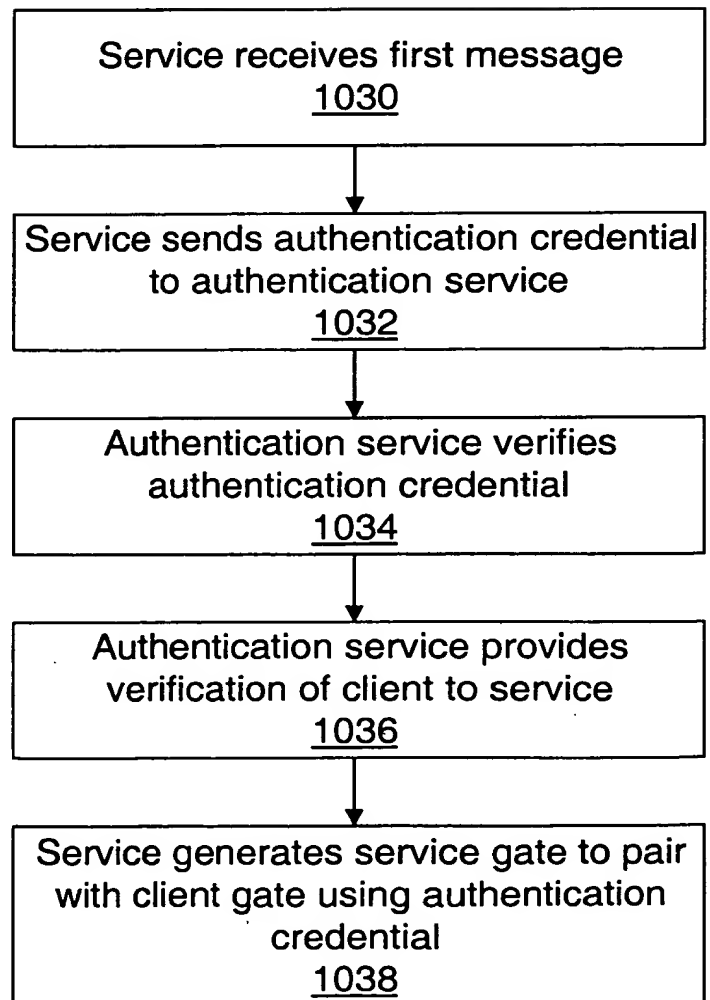 Service receives first message
1030
Service sends authentication credential
to authentication service
1032
Authentication service verifies
authentication credential
1034
Authentication service provides
verification of client to service
1036
Service generates service gate to pair
with client gate using authentication
credential
1038